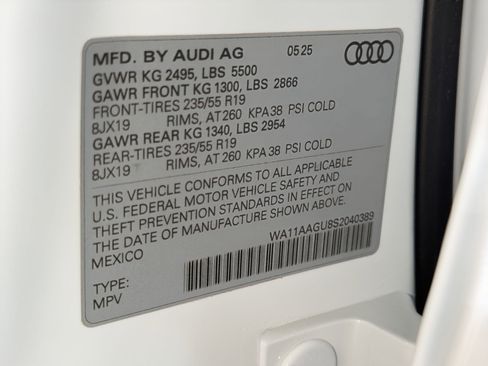 MFD. BY AUDI AG 05 25
GVWR KG 2495, LBS 5500
GAWR FRONT KG 1300, LBS 2866
FRONT-TIRES 235/55 R19
8JX19 RIMS, AT 260 KPA 38 PSI COLD
GAWR REAR KG 1340, LBS 2954
REAR-TIRES 235/55 R19
8JX19 RIMS, AT 260 KPA 38 PSI COLD
THIS VEHICLE CONFORMS TO ALL APPLICABLE
U.S. FEDERAL MOTOR VEHICLE SAFETY AND
THEFT PREVENTION STANDARDS IN EFFECT ON
THE DATE OF MANUFACTURE SHOWN ABOVE.
MEXICO
WA11AAGU8S2040389
TYPE:
MPV